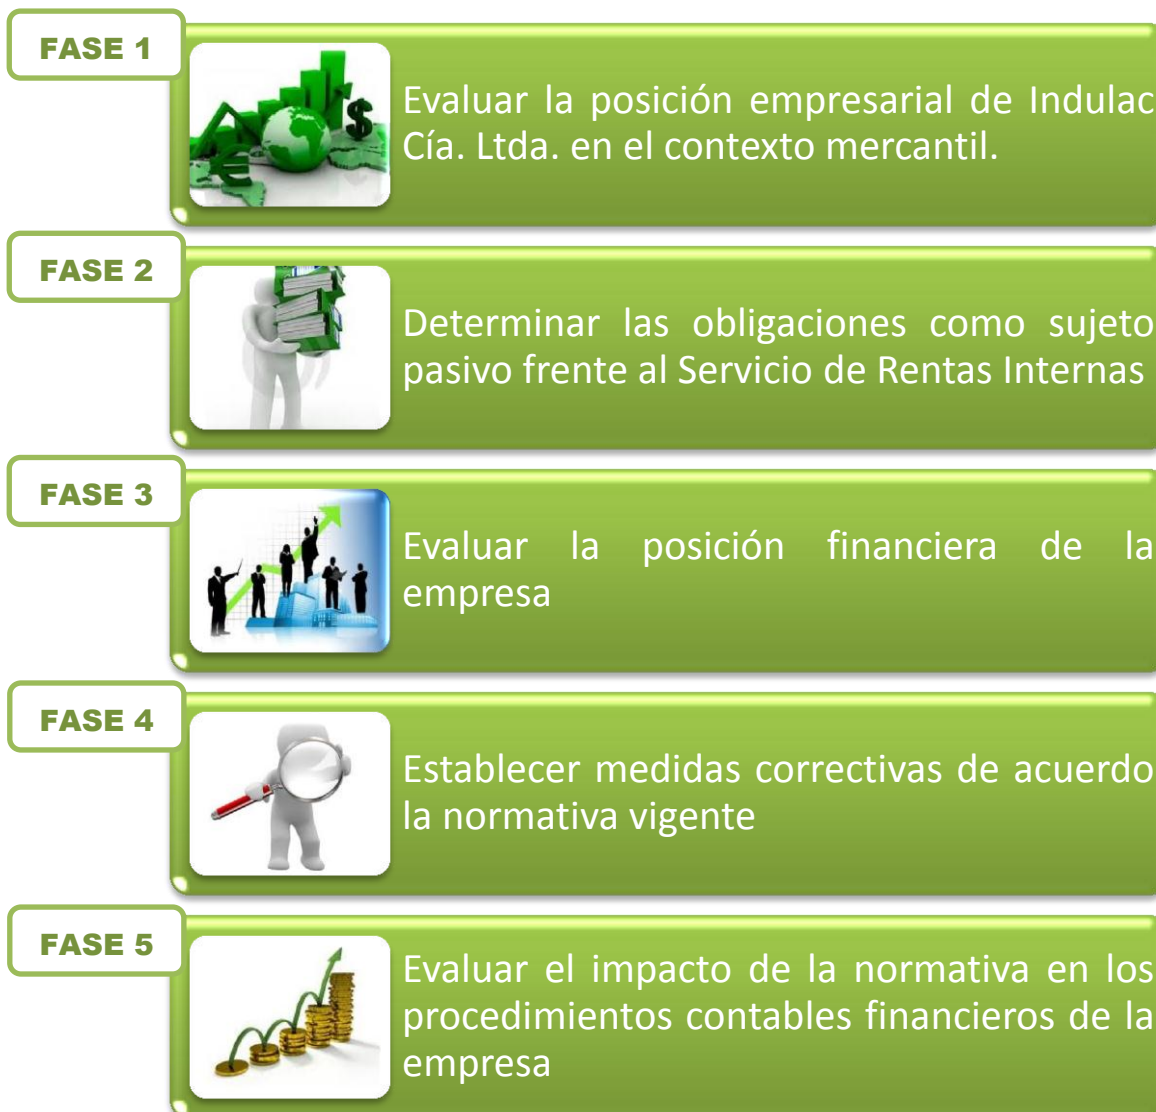 FASE 1
Evaluar la posición empresarial de Indulac
Cía. Ltda. en el contexto mercantil.
FASE 2
Determinar las obligaciones como sujeto
pasivo frente al Servicio de Rentas Internas
FASE 3
Evaluar la posición financiera de la
empresa
FASE 4
Establecer medidas correctivas de acuerdo
la normativa vigente
FASE 5
Evaluar el impacto de la normativa en los
procedimientos contables financieros de la
empresa